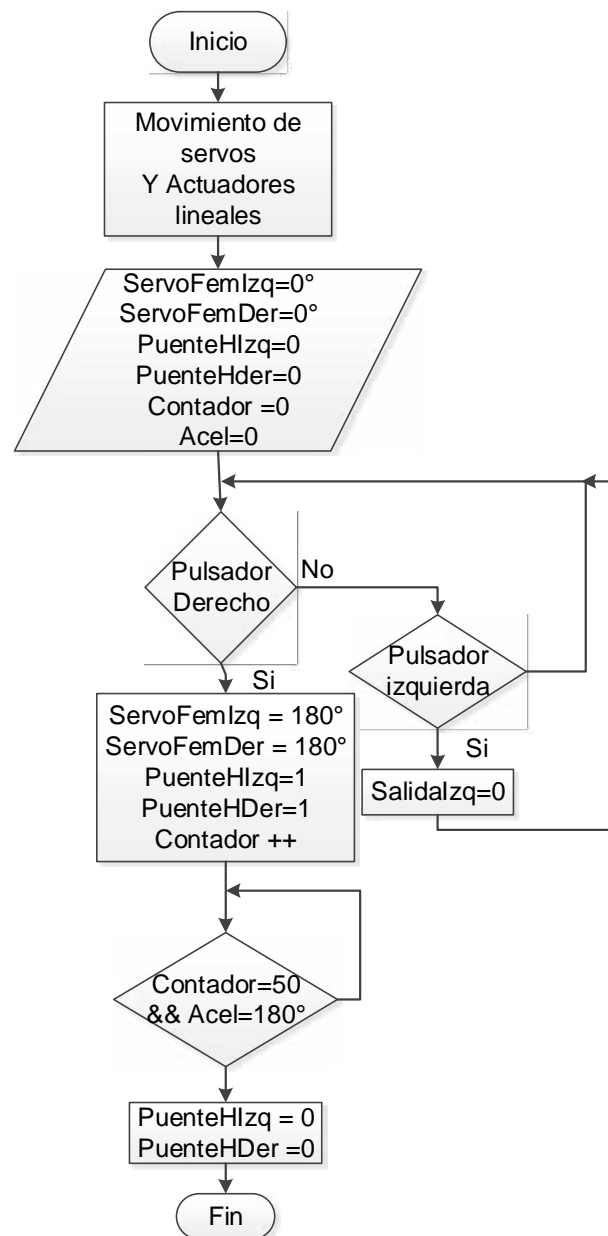 Inicio
Movimiento de
servos
Y Actuadores
lineales
ServoFemIzq=0°
ServoFemDer=0°
PuenteHIzq=0
PuenteHder=0
Contador =0
Acel=0
Pulsador
Derecho
No
Pulsador
izquierda
Si
ServoFemIzq = 180°
ServoFemDer = 180°
PuenteHIzq=1
PuenteHDer=1
Contador ++
Si
SalidaIzq=0
Contador=50
&& Acel=180°
PuenteHIzq = 0
PuenteHDer =0
Fin